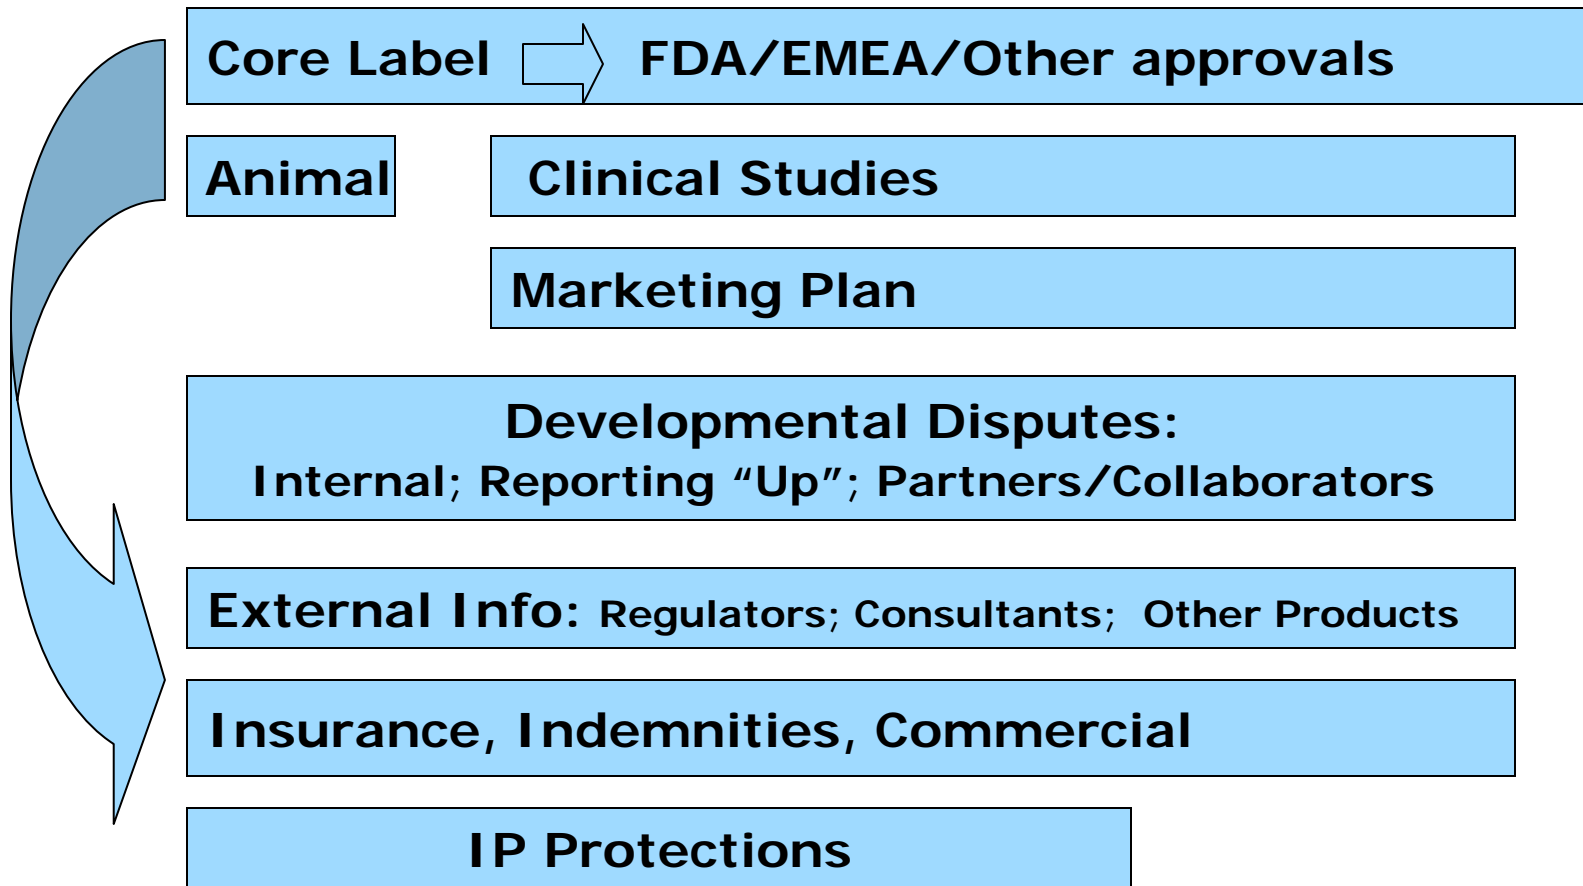 Core Label FDA/EMEA/Other approvals
Animal
Clinical Studies
Marketing Plan
Developmental Disputes:
Internal; Reporting “Up”; Partners/Collaborators
External Info: Regulators; Consultants; Other Products
Insurance, Indemnities, Commercial
IP Protections